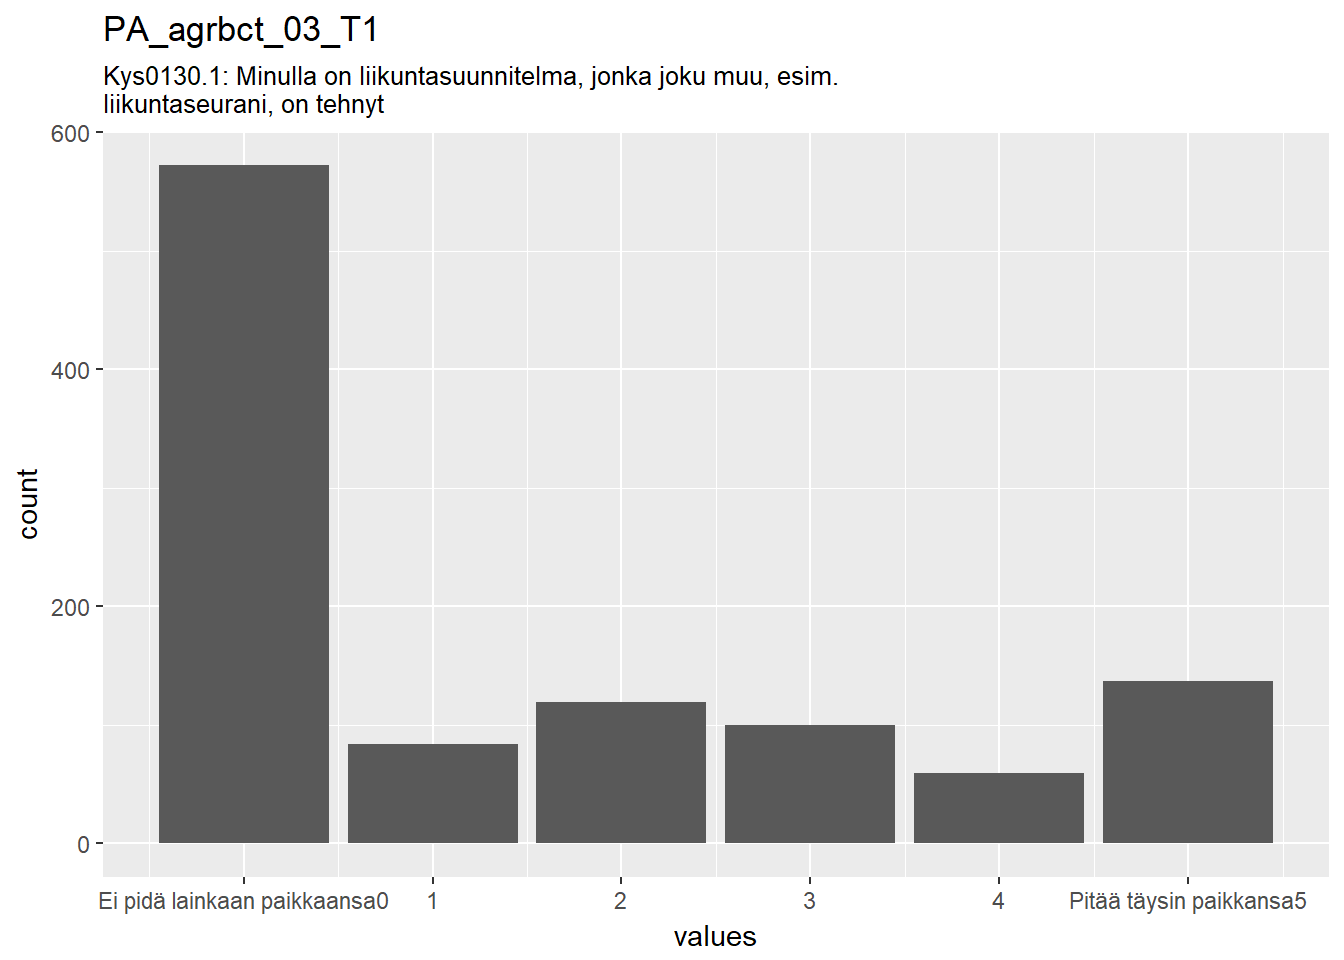 PA_agrbct_03_T1
Kys0130.1: Minulla on liikuntasuunnitelma, jonka joku muu, esim.
liikuntaseurani, on tehnyt
600
400
200
0
count
Ei pidä lainkaan paikkaansa0
1
2
3
4
Pitää täysin paikkansa5
values